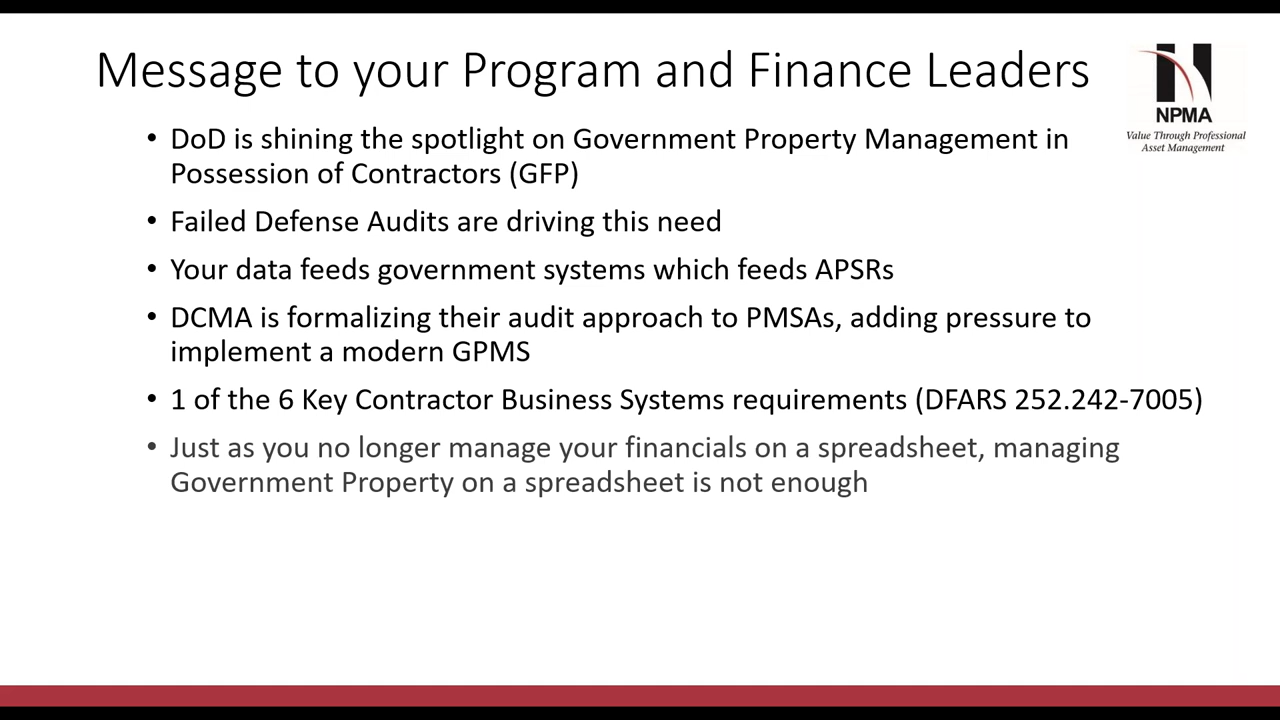 Message to your Program and Finance Leaders
NPMA
Value Through Professional
Asset Management
• DoD is shining the spotlight on Government Property Management in
Possession of Contractors (GFP)
• Failed Defense Audits are driving this need
• Your data feeds government systems which feeds APSRs
• DCMA is formalizing their audit approach to PMSAs, adding pressure to
implement a modern GPMS
• 1 of the 6 Key Contractor Business Systems requirements (DFARS 252.242-7005)
• Just as you no longer manage your financials on a spreadsheet, managing
Government Property on a spreadsheet is not enough